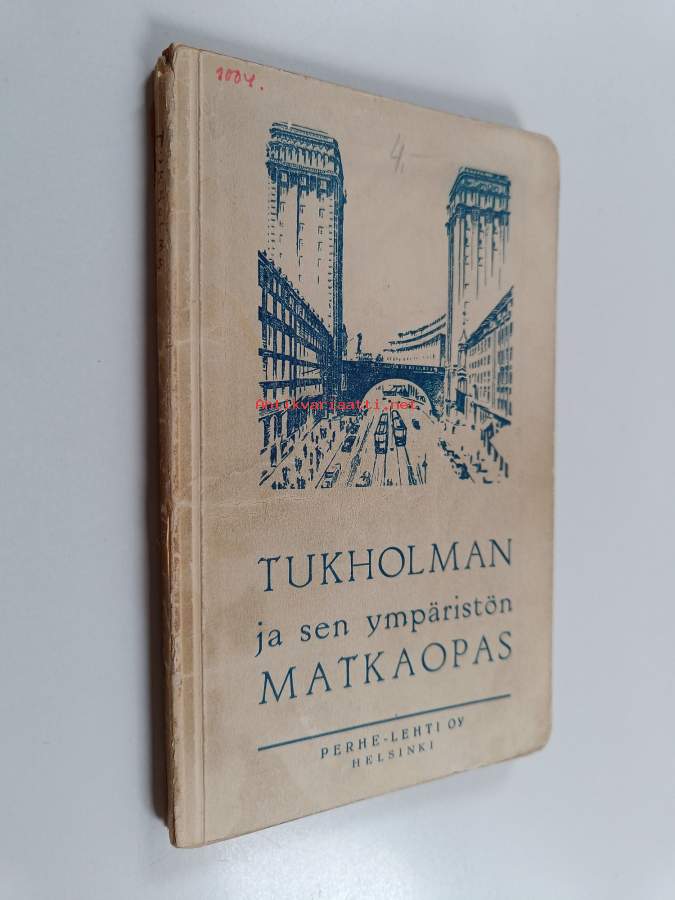 1004.
4.—
Antikvariaatti.net
TUKHOLMAN
ja sen ympäristön
MATKAOPAS
PERHE-LEHTI OY
HELSINKI